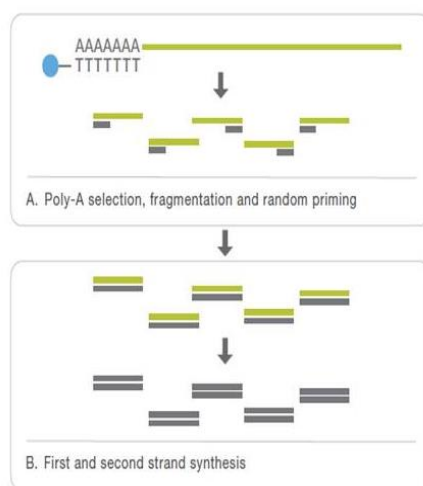 AAAAAAA
TTTTTTT
A. Poly-A selection, fragmentation and random priming
B. First and second strand synthesis